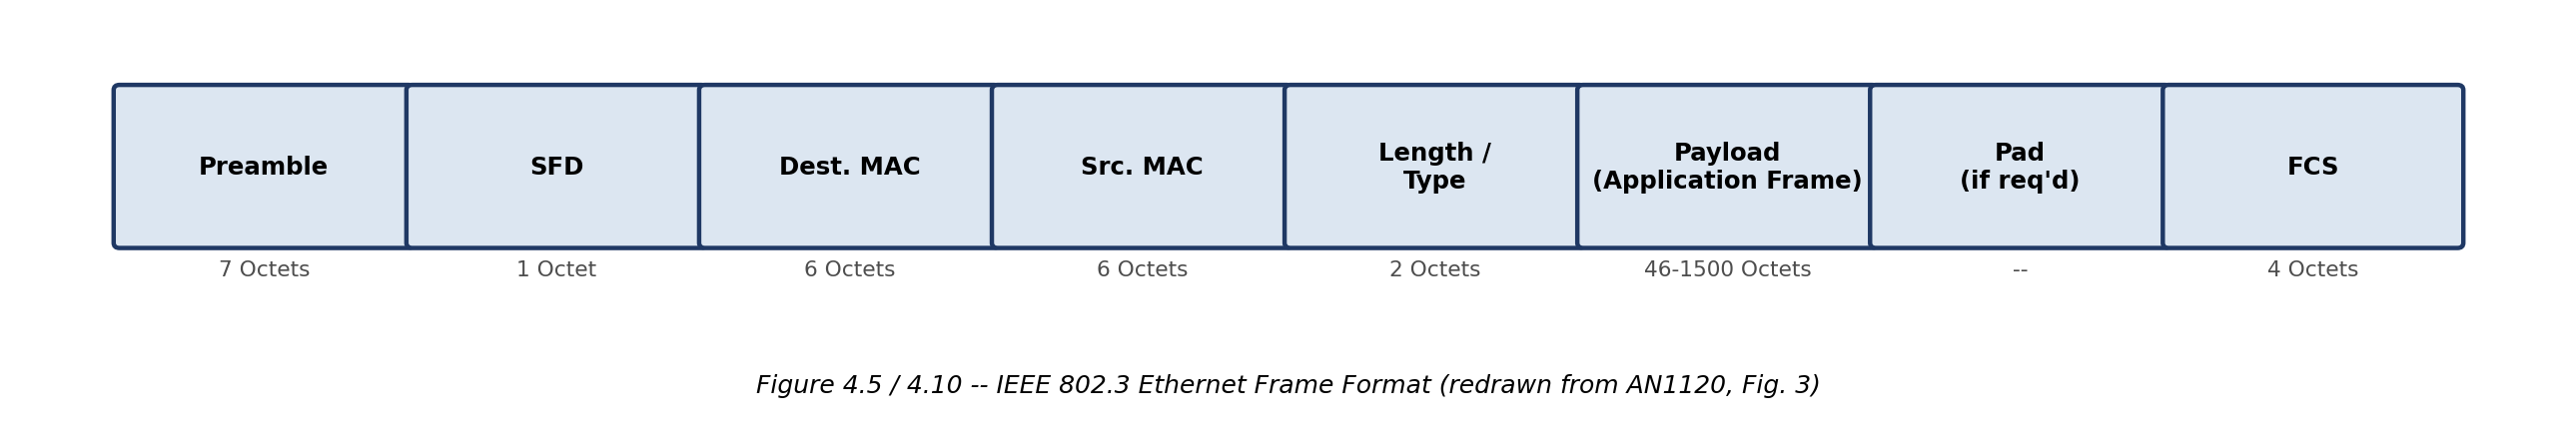 Preamble
SFD
Dest. MAC
Src. MAC
Length /
Type
Payload
(Application Frame)
Pad
(if req'd)
FCS
7 Octets
1 Octet
6 Octets
6 Octets
2 Octets
46-1500 Octets
--
4 Octets
Figure 4.5 / 4.10 -- IEEE 802.3 Ethernet Frame Format (redrawn from AN1120, Fig. 3)